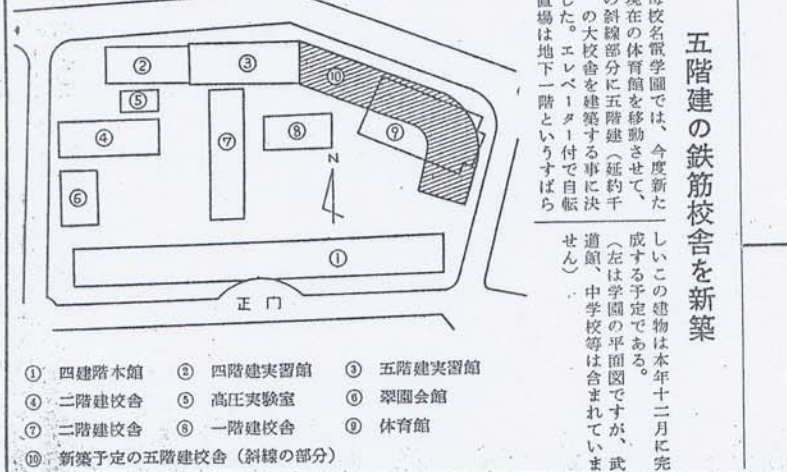 五階建の鉄筋校舎を新築
校名電学園では、今度新た
現在の体育館を移動させて、
の斜線部分に五階建（延約千
の大校舎を建築する事に決
した。エレベーター付で自転
置場は地下一階というすばら
しいこの建物は本年十二月に完
成する予定である。
（左は学園の平面図ですが、武
道館、中学校等は含まれていま
せん）
② ③ ⑩
⑤
④ ⑦ ⑧ ⑨
⑥
N
①
正门
① 四建階本館 ② 四階建実習館 ③ 五階建実習館
④ 二階建校舎 ⑤ 高圧実験室 ⑥ 翠園会館
⑦ 二階建校舎 ⑧ 一階建校舎 ⑨ 体育館
⑩ 新築予定の五階建校舎（斜線の部分）